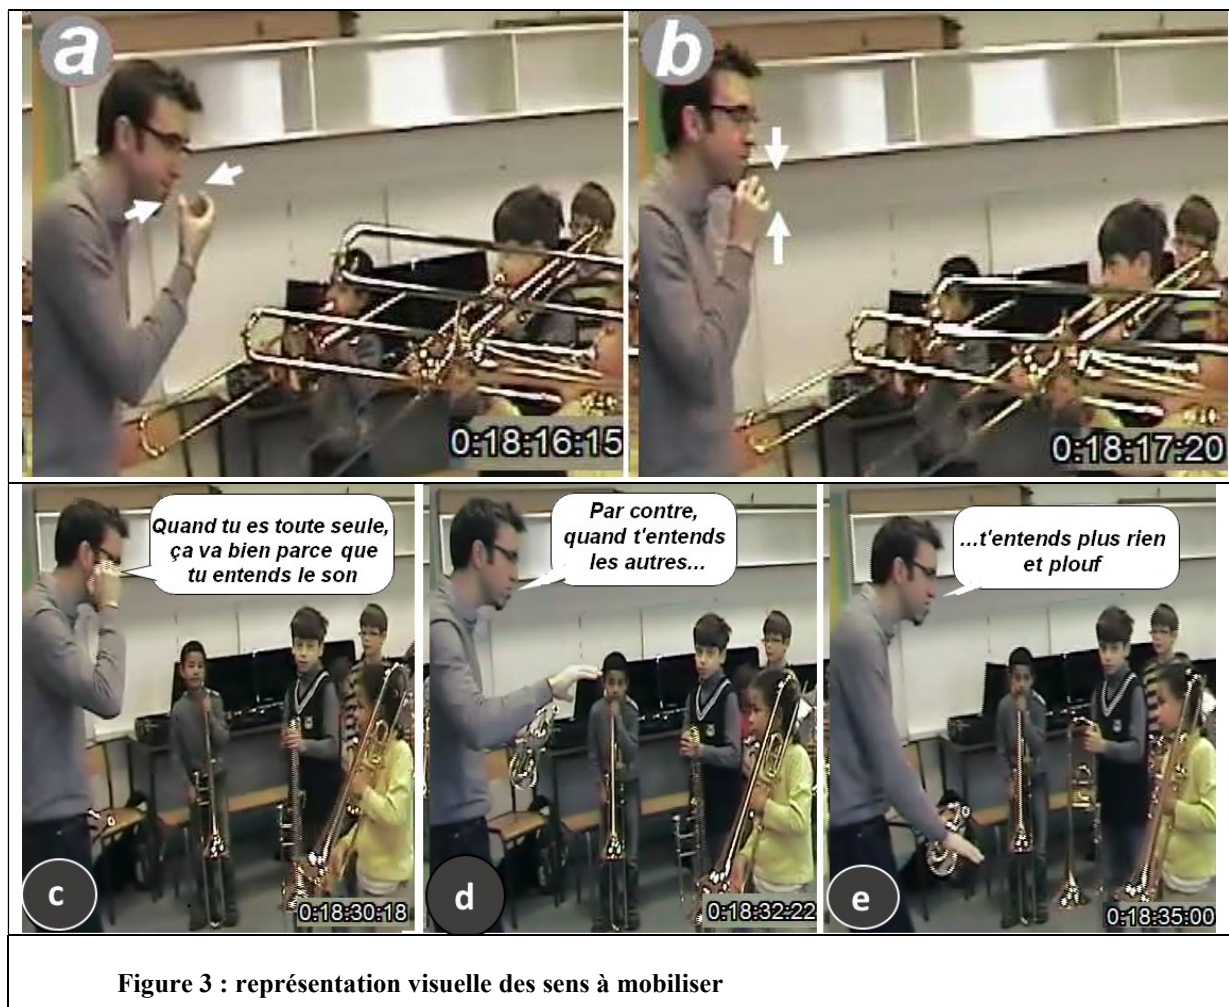 a
b
0:18:16:15
0:18:17:20
Quand tu es toute seule,
ça va bien parce que
tu entends le son
c
0:18:30:18
Par contre,
quand t'entends
les autres...
d
0:18:32:22
...t'entends plus rien
et plouf
e
0:18:35:00
Figure 3 : représentation visuelle des sens à mobiliser